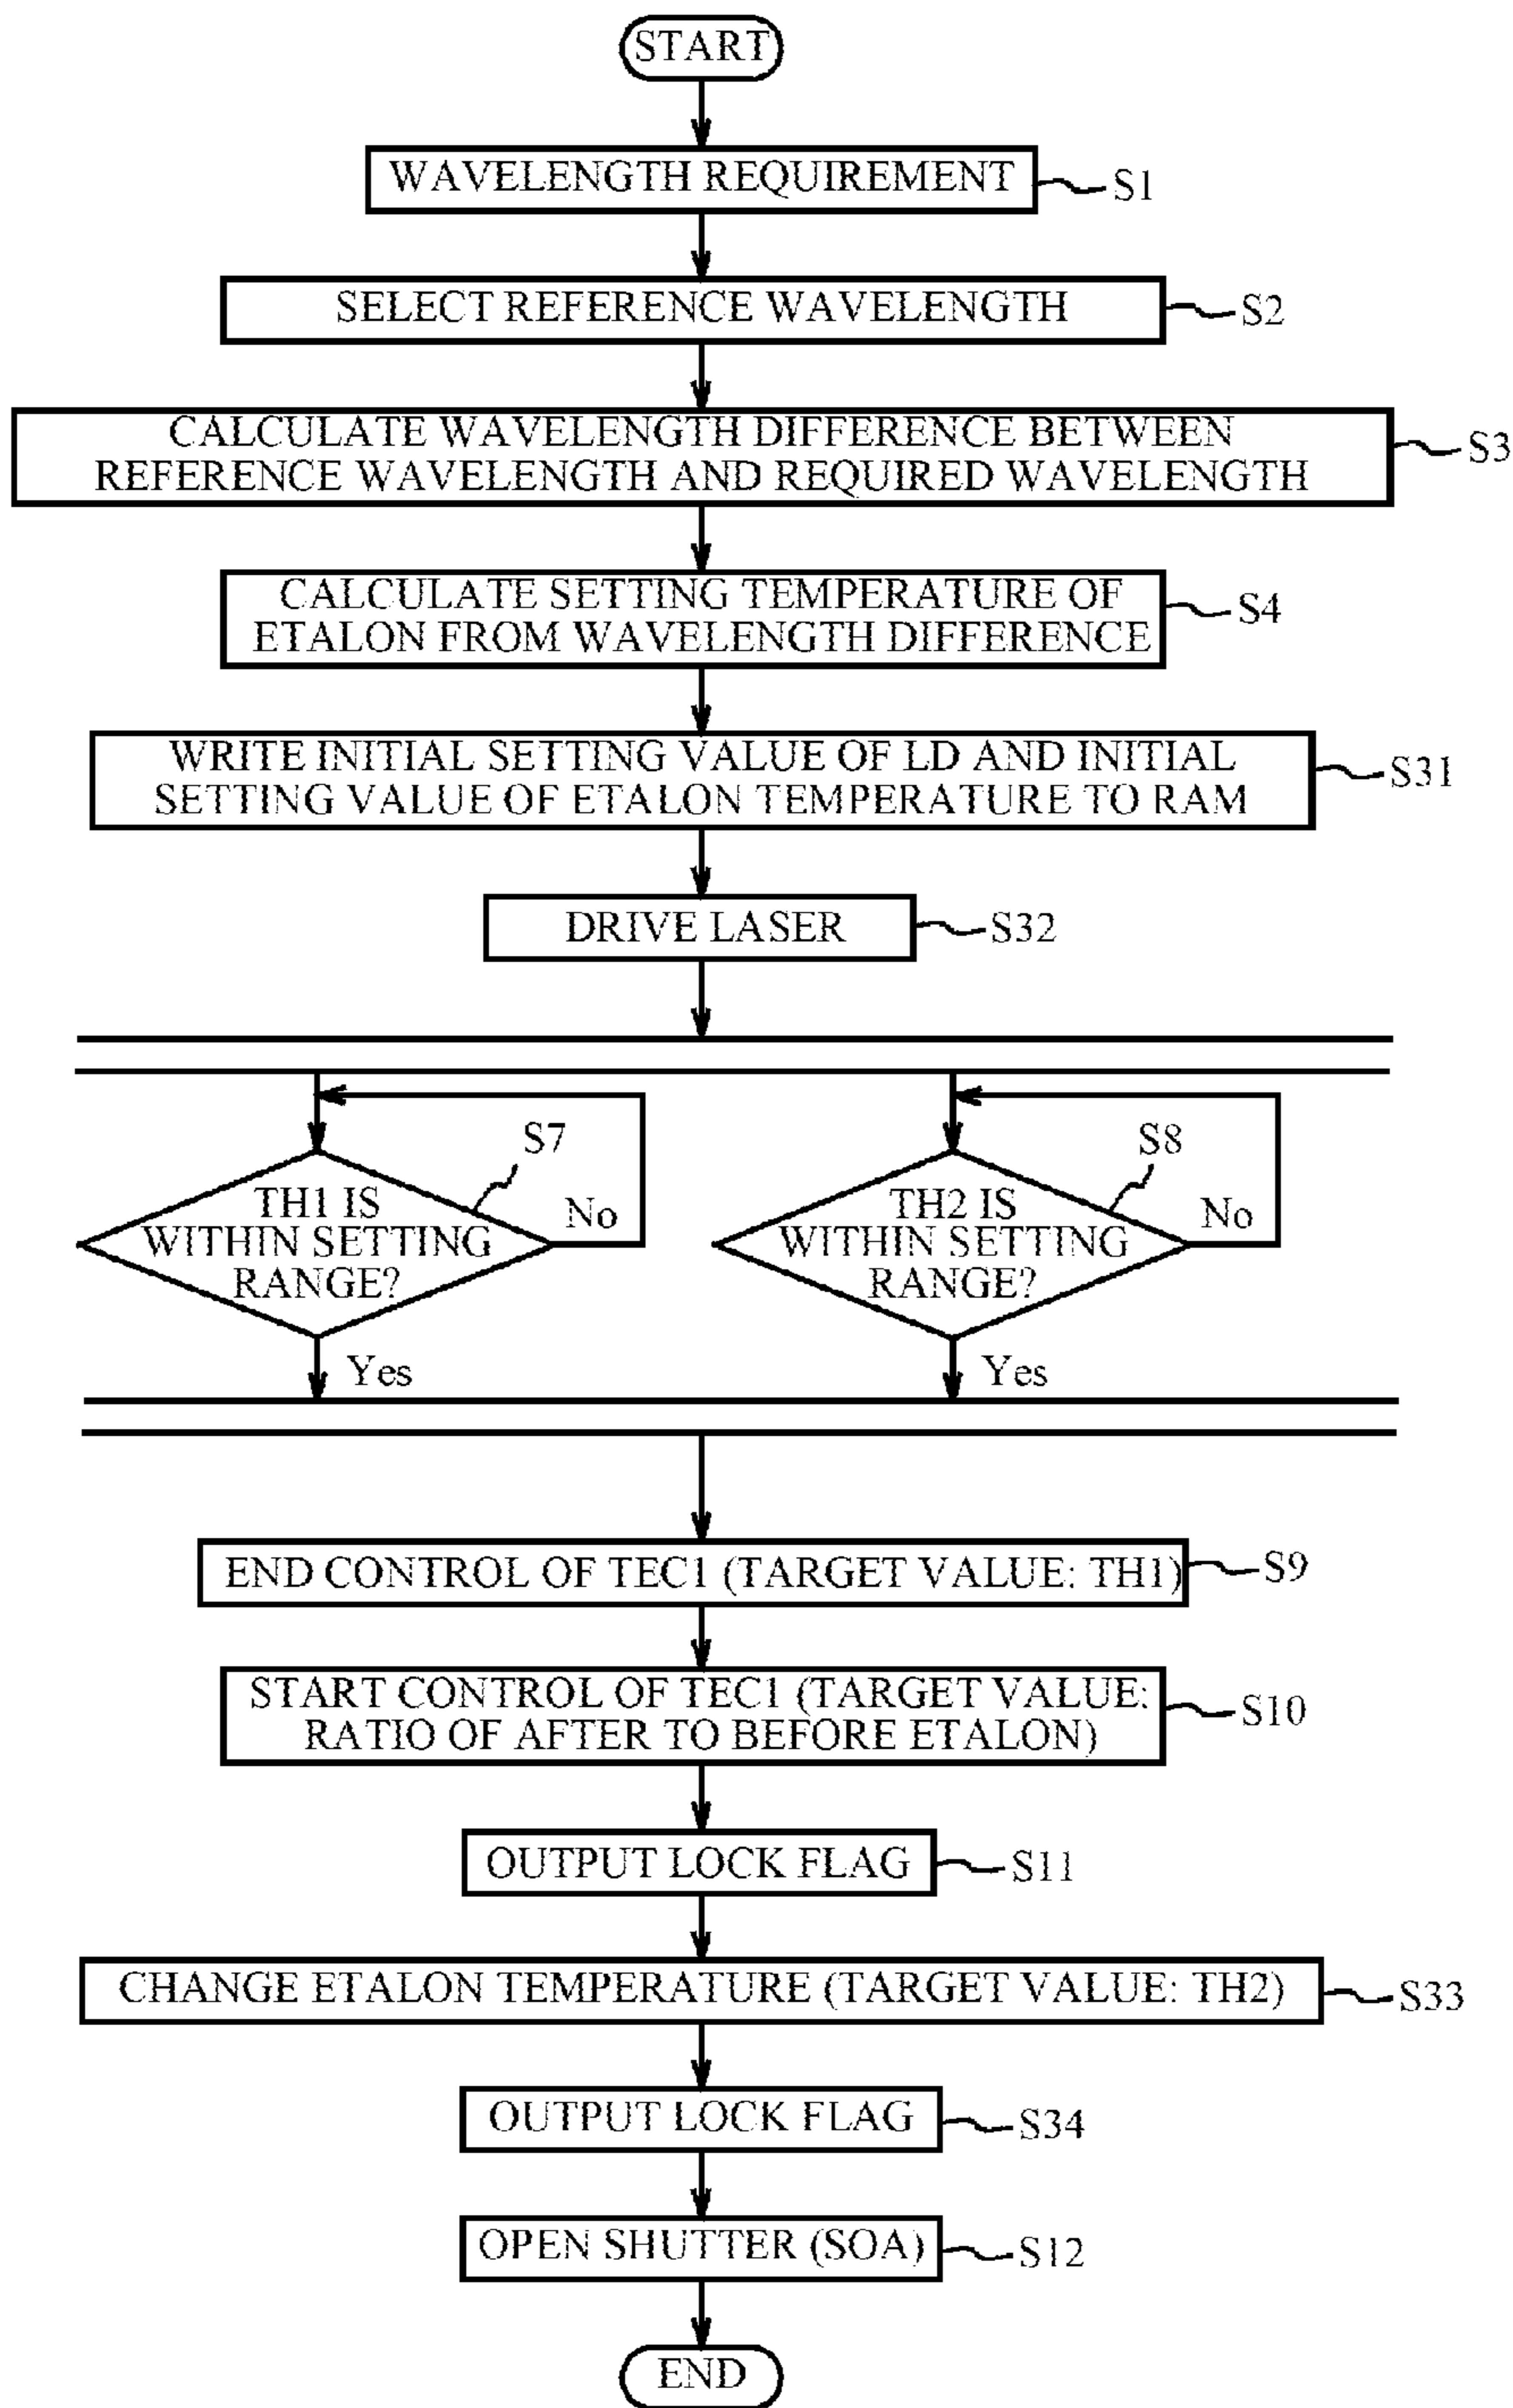 START
WAVELENGTH REQUIREMENT
S1
SELECT REFERENCE WAVELENGTH
S2
CALCULATE WAVELENGTH DIFFERENCE BETWEEN
REFERENCE WAVELENGTH AND REQUIRED WAVELENGTH
S3
CALCULATE SETTING TEMPERATURE OF
ETALON FROM WAVELENGTH DIFFERENCE
S4
WRITE INITIAL SETTING VALUE OF LD AND INITIAL
SETTING VALUE OF ETALON TEMPERATURE TO RAM
S31
DRIVE LASER
S32
S7
TH1 IS
WITHIN SETTING
RANGE?
No
Yes
S8
TH2 IS
WITHIN SETTING
RANGE?
No
Yes
END CONTROL OF TEC1 (TARGET VALUE: TH1)
S9
START CONTROL OF TEC1 (TARGET VALUE:
RATIO OF AFTER TO BEFORE ETALON)
S10
OUTPUT LOCK FLAG
S11
CHANGE ETALON TEMPERATURE (TARGET VALUE: TH2)
S33
OUTPUT LOCK FLAG
S34
OPEN SHUTTER (SOA)
S12
END